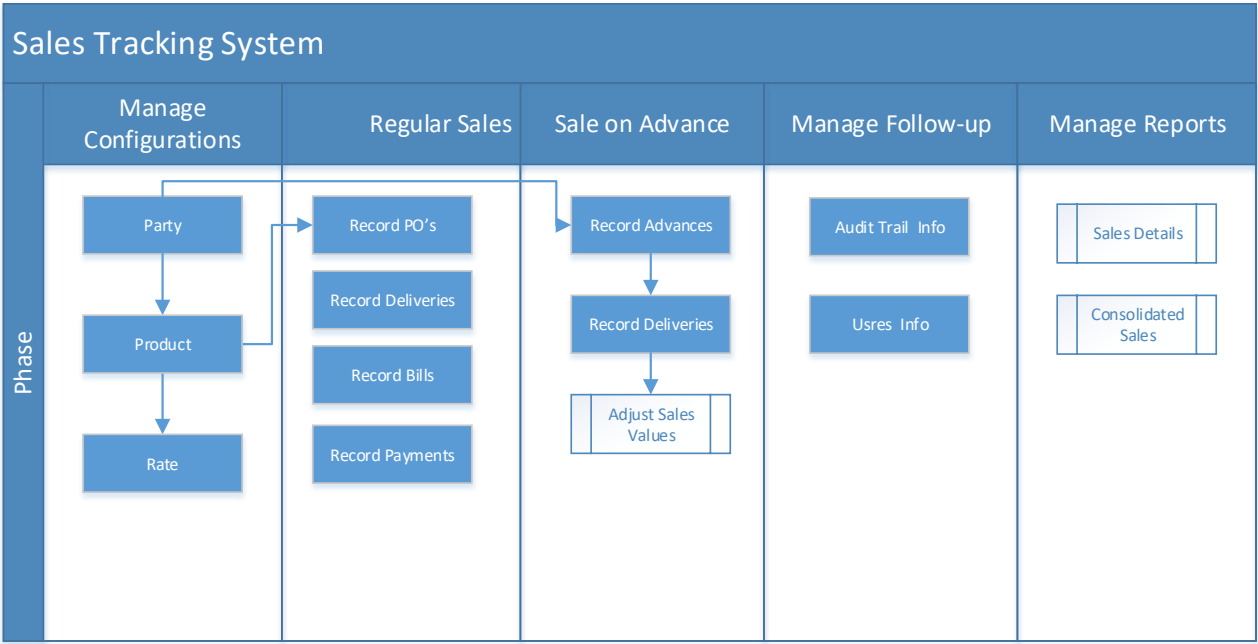 Sales Tracking System
Phase
Manage
Configurations
Regular Sales
Sale on Advance
Manage Follow-up
Manage Reports
Party
Product
Rate
Record PO’s
Record Deliveries
Record Bills
Record Payments
Record Advances
Record Deliveries
Adjust Sales
Values
Audit Trail Info
Usres Info
Sales Details
Consolidated
Sales